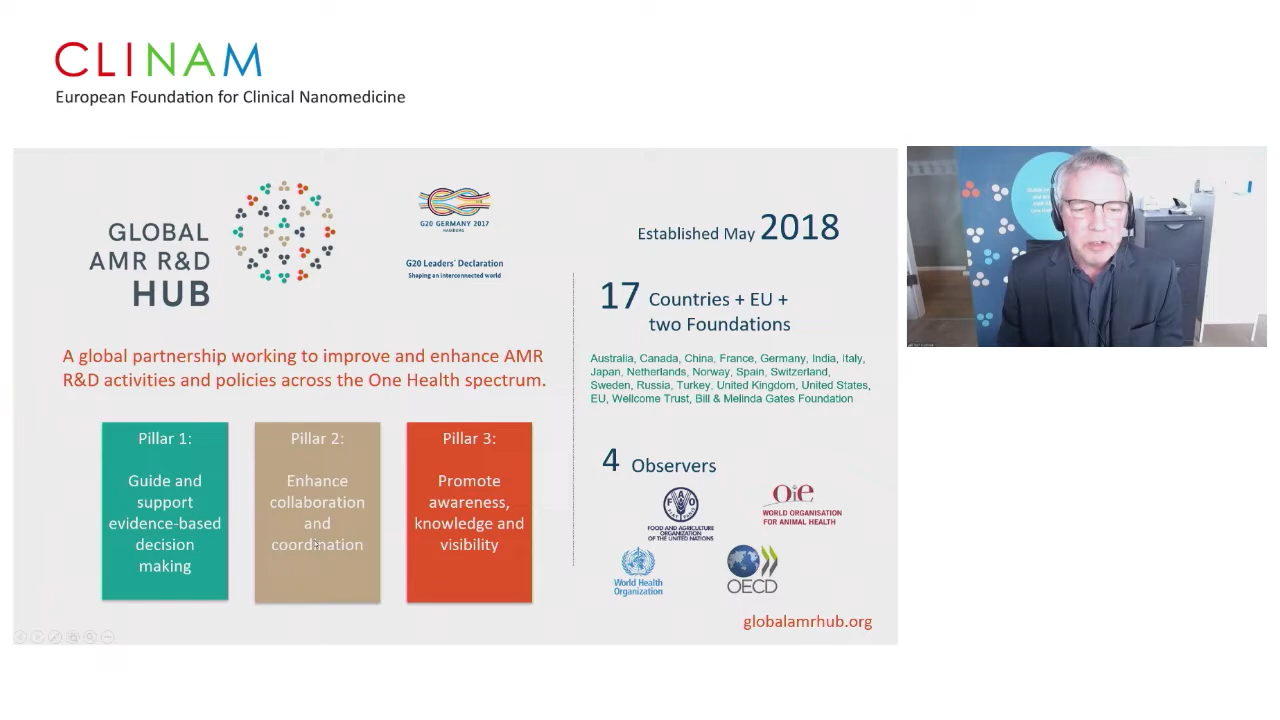 CLINAM
European Foundation for Clinical Nanomedicine
GLOBAL
AMR R&D
HUB
G20 GERMANY 2017
HAMBURG
G20 Leaders´ Declaration
Shaping an interconnected world
A global partnership working to improve and enhance AMR
R&D activities and policies across the One Health spectrum.
Pillar 1:
Guide and
support
evidence-based
decision
making
Pillar 2:
Enhance
collaboration
and
coordination
Pillar 3:
Promote
awareness,
knowledge and
visibility
Established May 2018
17 Countries + EU +
two Foundations
Australia, Canada, China, France, Germany, India, Italy,
Japan, Netherlands, Norway, Spain, Switzerland,
Sweden, Russia, Turkey, United Kingdom, United States,
EU, Wellcome Trust, Bill & Melinda Gates Foundation
4 Observers
FAO
FOOD AND AGRICULTURE
ORGANIZATION
OF THE UNITED NATIONS
OiE
WORLD ORGANISATION
FOR ANIMAL HEALTH
World Health
Organization
OECD
globalamrhub.org